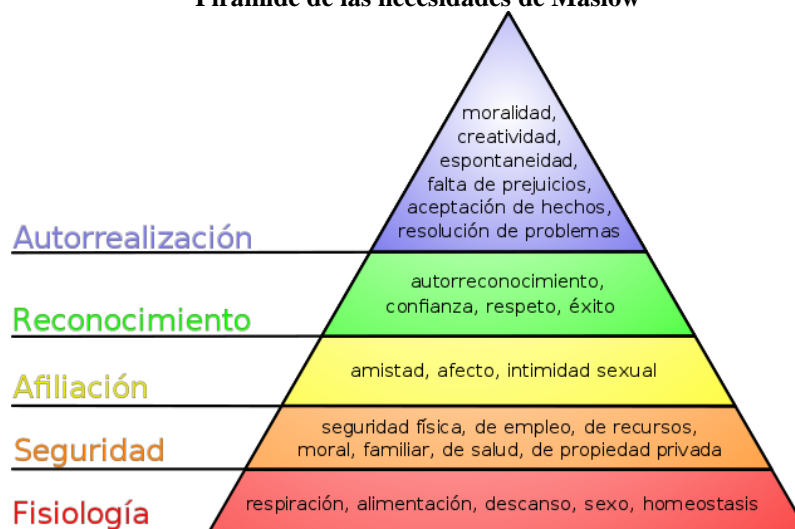 Pirámide de las necesidades de Maslow
moralidad,
creatividad,
espontaneidad,
falta de prejuicios,
aceptación de hechos,
resolución de problemas
Autorrealización
autorreconocimiento,
confianza, respeto, éxito
Reconocimiento
amistad, afecto, intimidad sexual
Afiliación
seguridad física, de empleo, de recursos,
moral, familiar, de salud, de propiedad privada
Seguridad
respiración, alimentación, descanso, sexo, homeostasis
Fisiología